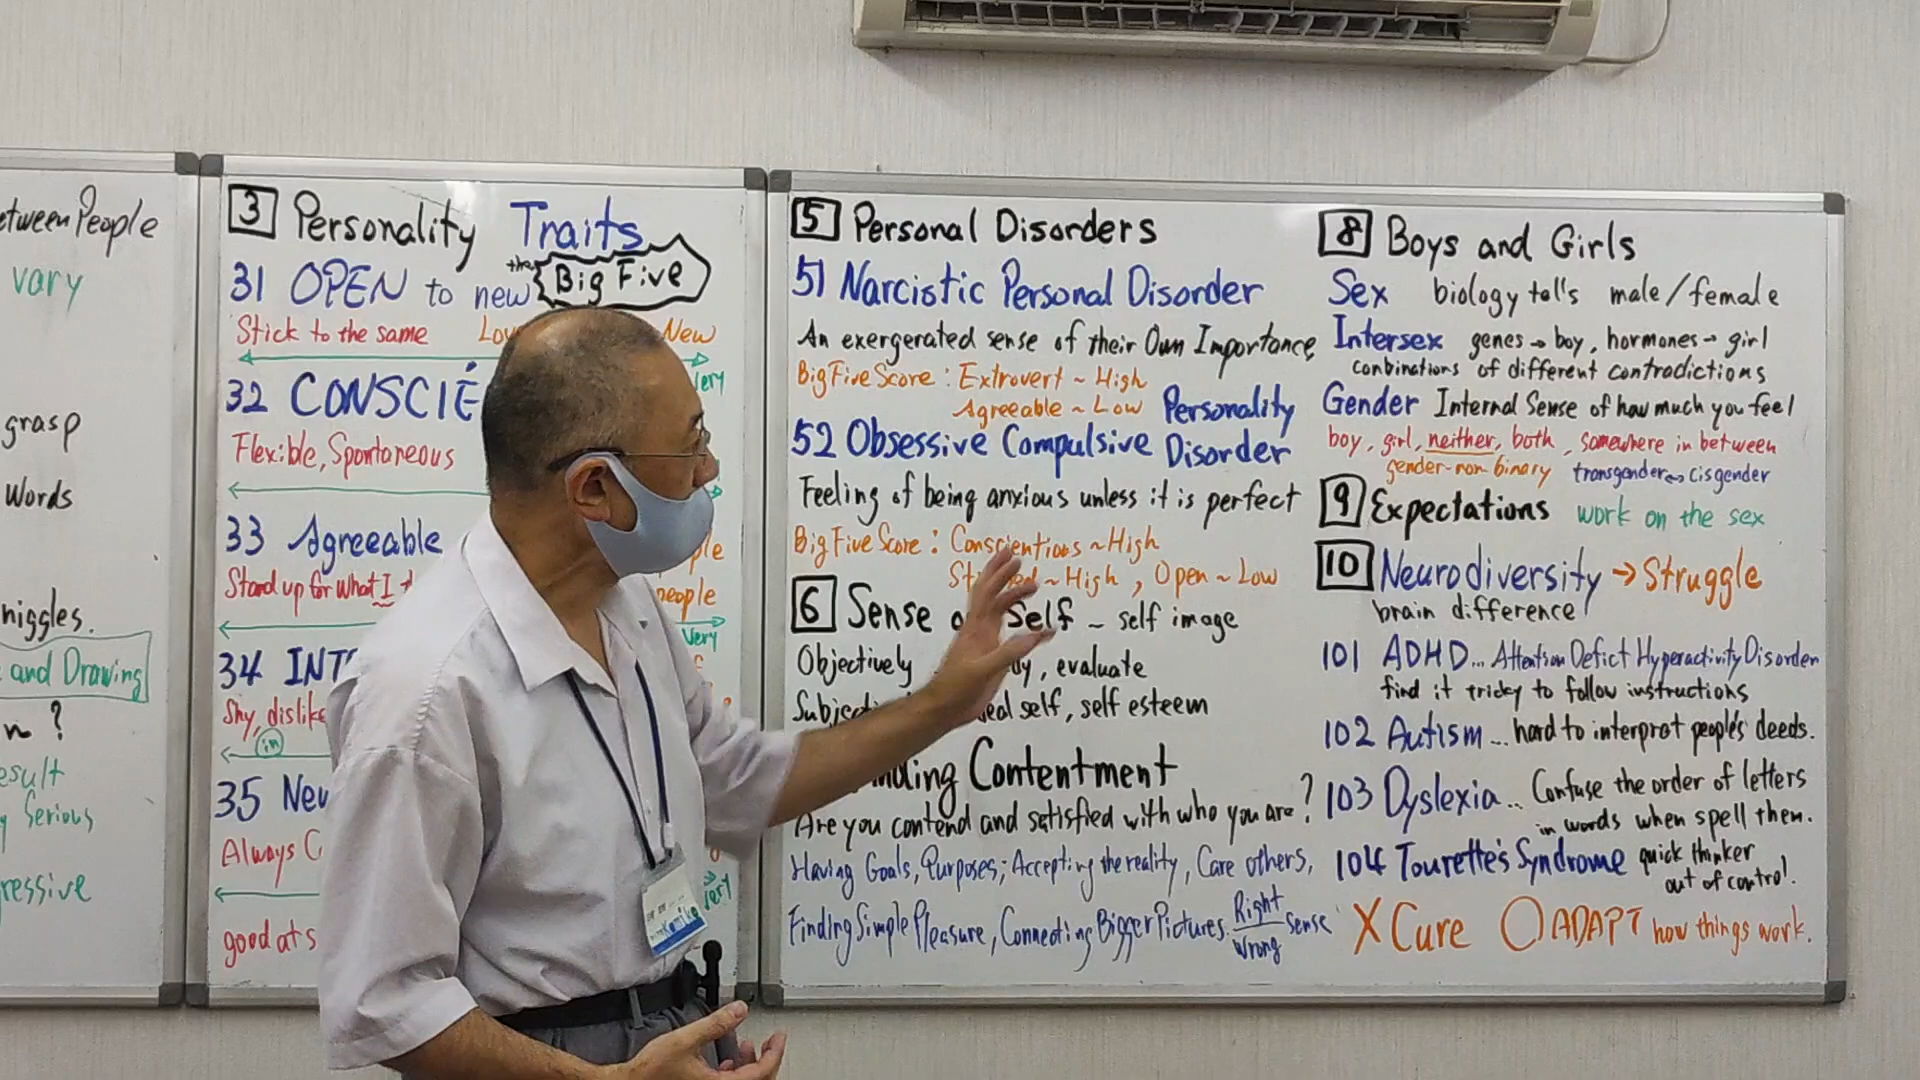 etween People
vary
grasp
words
niggles.
and Drawing
n ?
esult
Serious
ressive
3 Personality Traits
the Big Five
31 OPEN to new
Stick to the same
New
very
32 CONSCIE
Flexible, Spontaneous
33 Agreeable
Stand up for what I
people
very
34 INT
Shy, dislike
in
35 Neu
Always
very
good at s
5 Personal Disorders
51 Narcistic Personal Disorder
An exergerated sense of their Own Importance
Big Five Score : Extrovert ~ High
Agreeable ~ Low
Personality
52 Obsessive Compulsive Disorder
Feeling of being anxious unless it is perfect
Big Five Score : Conscientious ~ High
~ High , Open ~ Low
6 Sense of Self ~ self image
Objectively
, evaluate
self, self esteem
nding Contentment
Are you contend and satisfied with who you are ?
Having Goals, Purposes; Accepting the reality, Care others,
Finding Simple Pleasure, Connecting Bigger Pictures. Right
Wrong sense
8 Boys and Girls
Sex biology tells male/female
Intersex genes → boy, hormones → girl
conbinations of different contradictions
Gender Internal Sense of how much you feel
boy, girl, neither, both, somewhere in between
gender-non binary transgender ↔ cisgender
9 Expectations work on the sex
10 Neurodiversity → Struggle
brain difference
101 ADHD... Attention Defict Hyperactivity Disorder
find it tricky to follow instructions
102 Autism ... hard to interpret people's deeds.
103 Dyslexia .. Confuse the order of letters
in words when spell them.
104 Tourette's Syndrome quick thinker
out of control.
X Cure ○ ADAPT how things work.